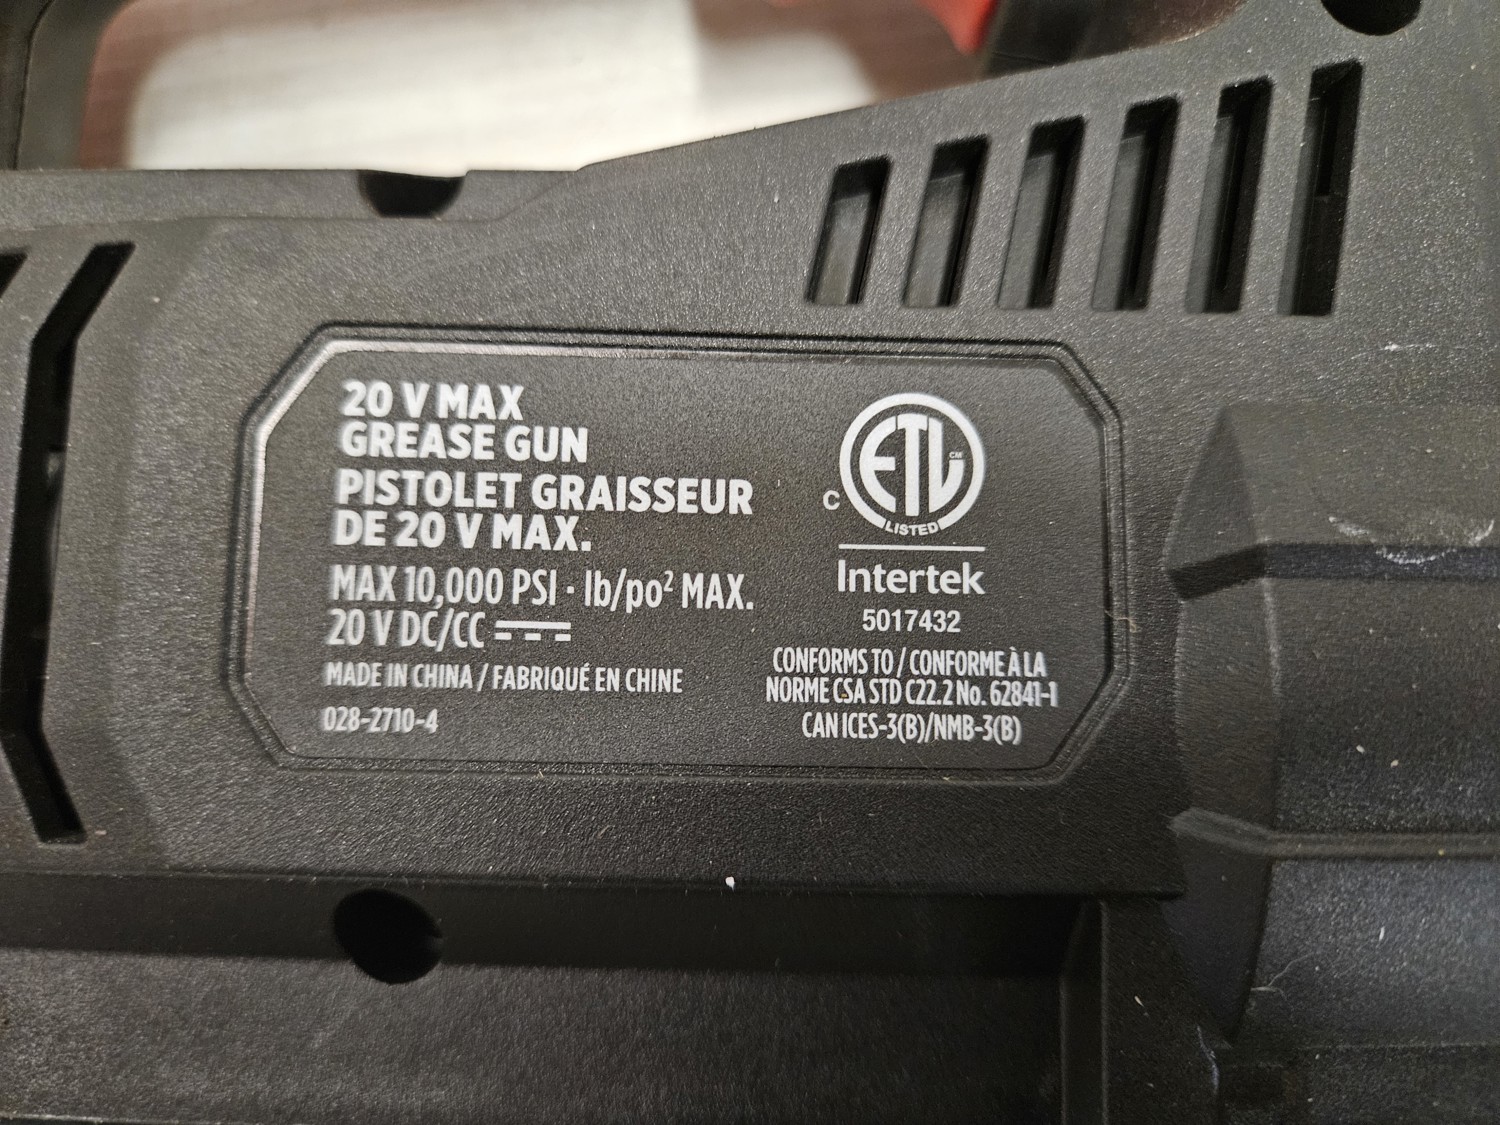 20 V MAX
GREASE GUN
PISTOLET GRAISSEUR
DE 20 V MAX.
MAX 10,000 PSI · lb/po² MAX.
20 V DC/CC
MADE IN CHINA / FABRIQUÉ EN CHINE
028-2710-4
C ETL CM
LISTED
Intertek
5017432
CONFORMS TO / CONFORME À LA
NORME CSA STD C22.2 No. 62841-1
CAN ICES-3(B)/NMB-3(B)